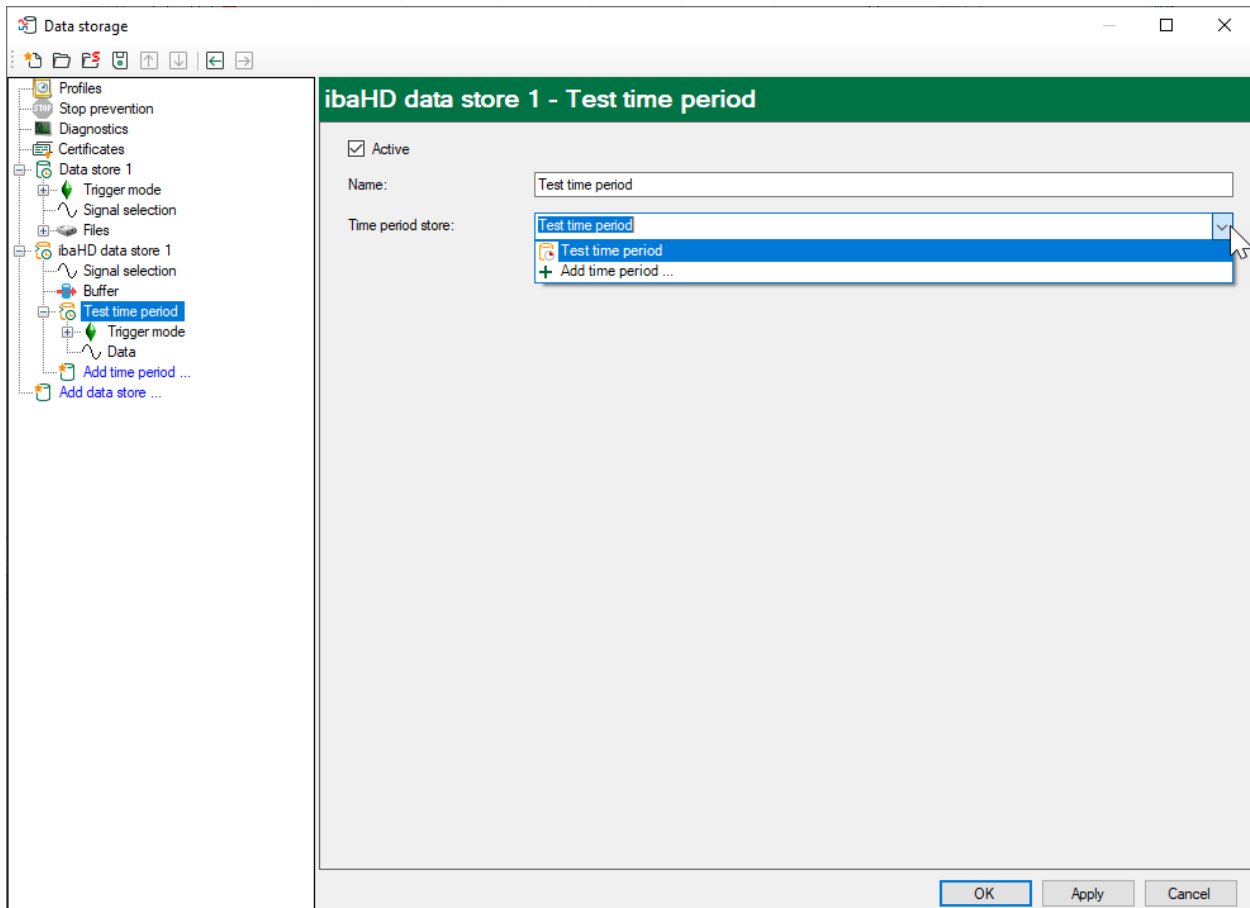 Data storage
Profiles
STOP Stop prevention
Diagnostics
Certificates
Data store 1
Trigger mode
Signal selection
Files
ibaHD data store 1
Signal selection
Buffer
Test time period
Trigger mode
Data
Add time period ...
Add data store ...
ibaHD data store 1 - Test time period
Active
Name: Test time period
Time period store: Test time period
Test time period
Add time period ...
OK Apply Cancel